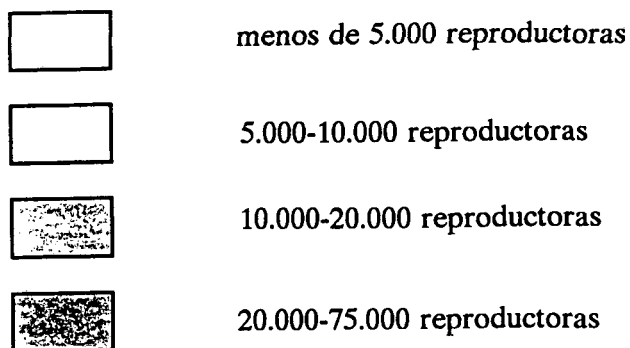 menos de 5.000 reproductoras
5.000-10.000 reproductoras
10.000-20.000 reproductoras
20.000-75.000 reproductoras